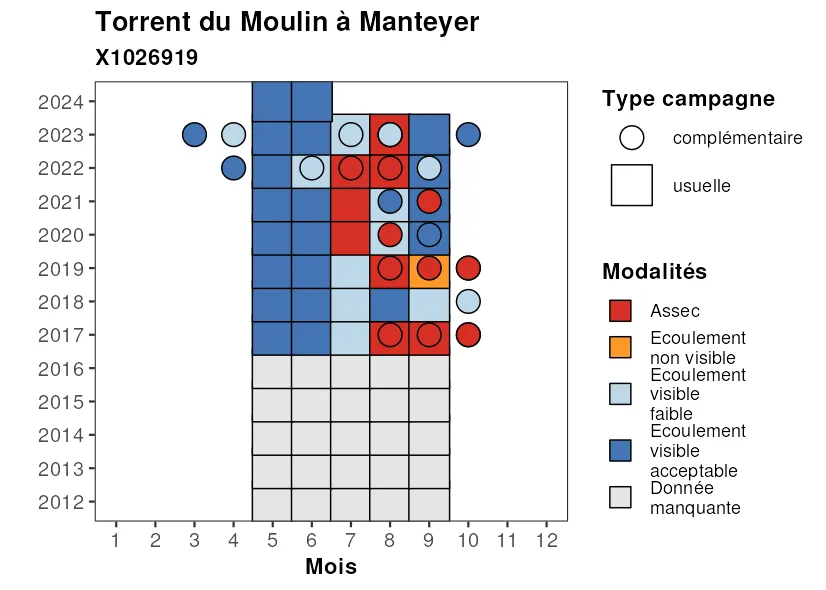 Torrent du Moulin à Manteyer
X1026919
2024
2023
2022
2021
2020
2019
2018
2017
2016
2015
2014
2013
2012
1 2 3 4 5 6 7 8 9 10 11 12
Mois
Type campagne
complémentaire
usuelle
Modalités
Assec
Ecoulement
non visible
Ecoulement
visible
faible
Ecoulement
visible
acceptable
Donnée
manquante